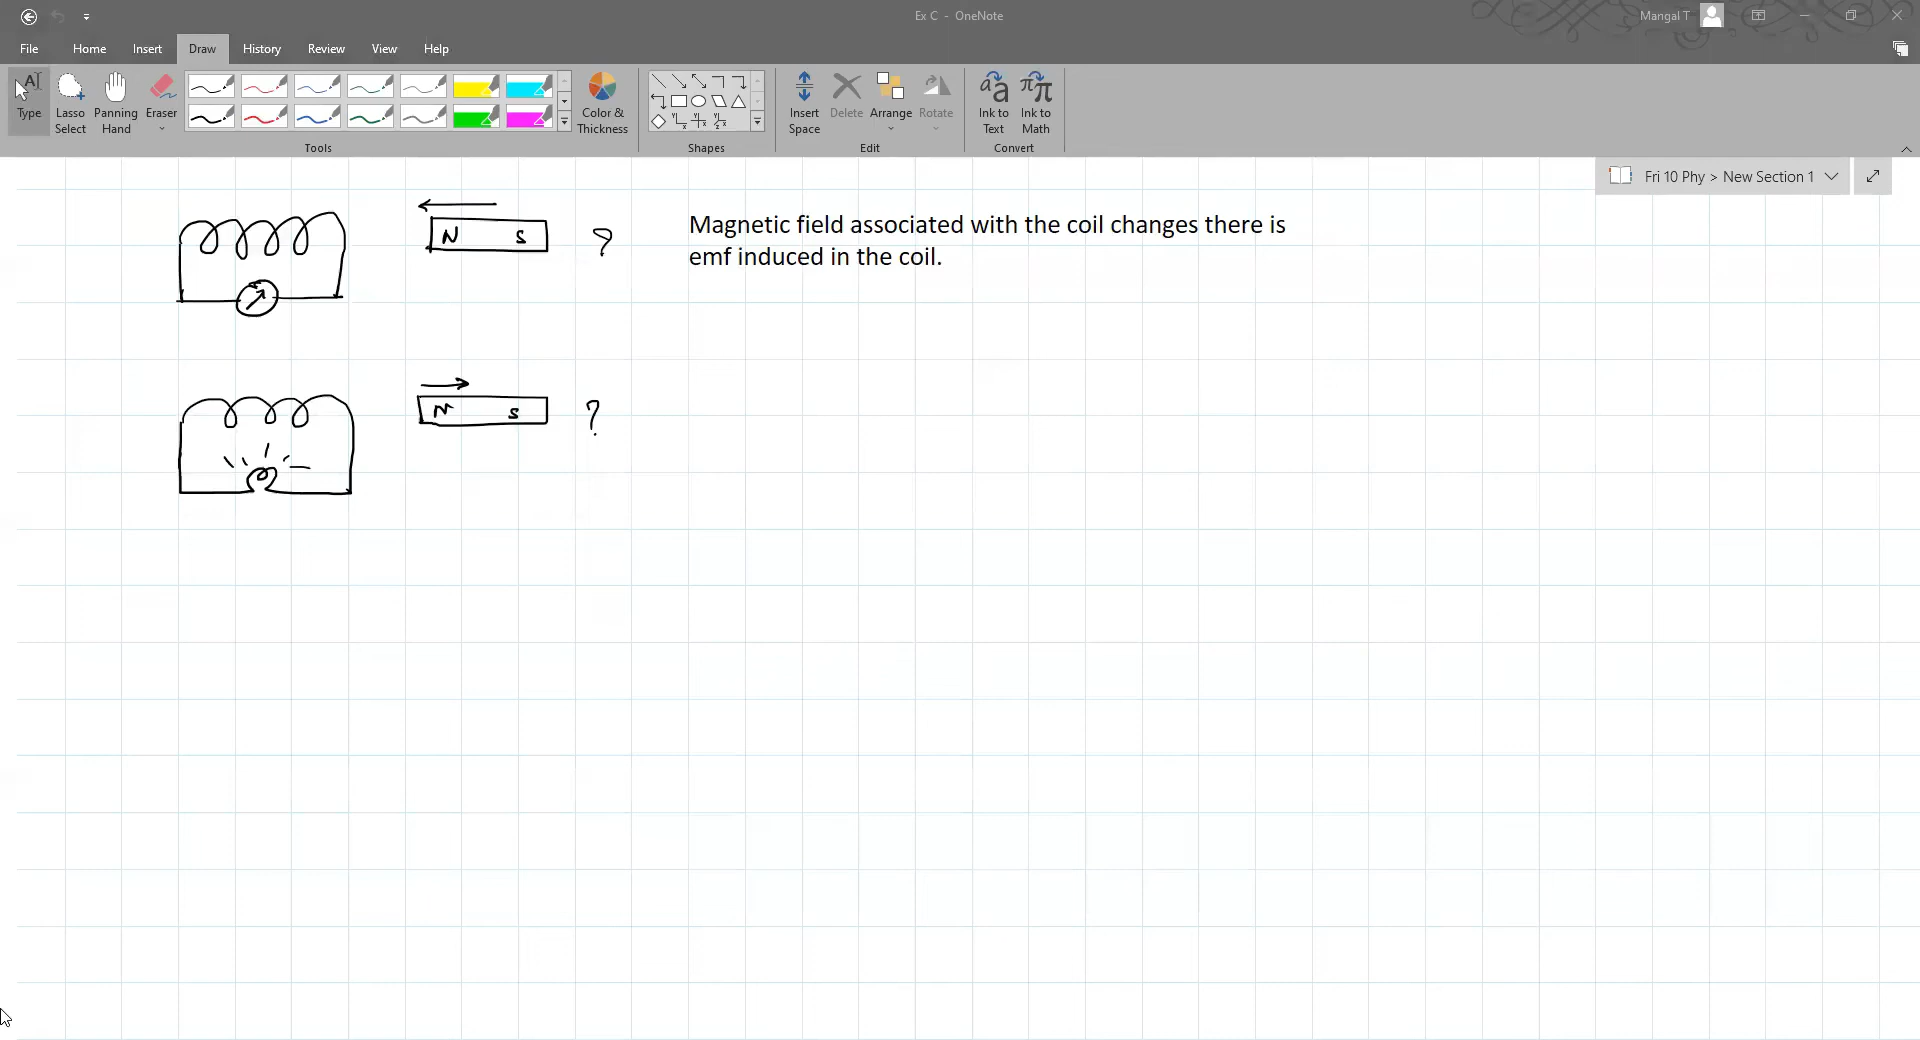 Ex C - OneNote
Mangal T
File Home Insert Draw History Review View Help
Type
Lasso Select
Panning Hand
Eraser
Color & Thickness
Insert Space
Delete
Arrange
Rotate
Ink to Text
Ink to Math
Tools
Shapes
Edit
Convert
Fri 10 Phy > New Section 1
N S ?
Magnetic field associated with the coil changes there is
emf induced in the coil.
N S ?